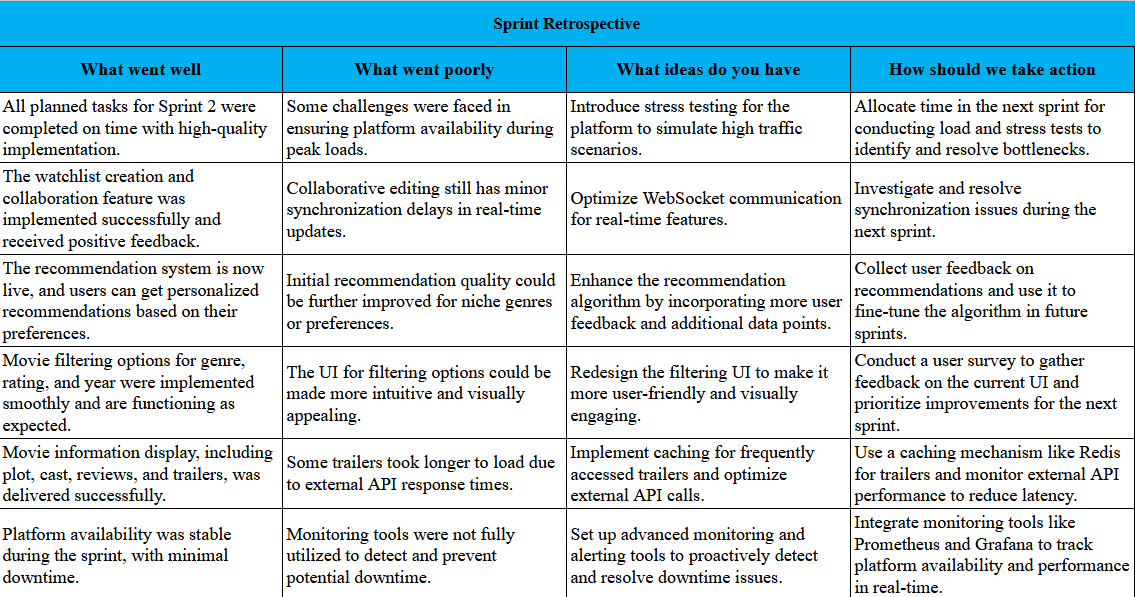 Sprint Retrospective
What went well
What went poorly
What ideas do you have
How should we take action
All planned tasks for Sprint 2 were
completed on time with high-quality
implementation.
Some challenges were faced in
ensuring platform availability during
peak loads.
Introduce stress testing for the
platform to simulate high traffic
scenarios.
Allocate time in the next sprint for
conducting load and stress tests to
identify and resolve bottlenecks.
The watchlist creation and
collaboration feature was
implemented successfully and
received positive feedback.
Collaborative editing still has minor
synchronization delays in real-time
updates.
Optimize WebSocket communication
for real-time features.
Investigate and resolve
synchronization issues during the
next sprint.
The recommendation system is now
live, and users can get personalized
recommendations based on their
preferences.
Initial recommendation quality could
be further improved for niche genres
or preferences.
Enhance the recommendation
algorithm by incorporating more user
feedback and additional data points.
Collect user feedback on
recommendations and use it to
fine-tune the algorithm in future
sprints.
Movie filtering options for genre,
rating, and year were implemented
smoothly and are functioning as
expected.
The UI for filtering options could be
made more intuitive and visually
appealing.
Redesign the filtering UI to make it
more user-friendly and visually
engaging.
Conduct a user survey to gather
feedback on the current UI and
prioritize improvements for the next
sprint.
Movie information display, including
plot, cast, reviews, and trailers, was
delivered successfully.
Some trailers took longer to load due
to external API response times.
Implement caching for frequently
accessed trailers and optimize
external API calls.
Use a caching mechanism like Redis
for trailers and monitor external API
performance to reduce latency.
Platform availability was stable
during the sprint, with minimal
downtime.
Monitoring tools were not fully
utilized to detect and prevent
potential downtime.
Set up advanced monitoring and
alerting tools to proactively detect
and resolve downtime issues.
Integrate monitoring tools like
Prometheus and Grafana to track
platform availability and performance
in real-time.